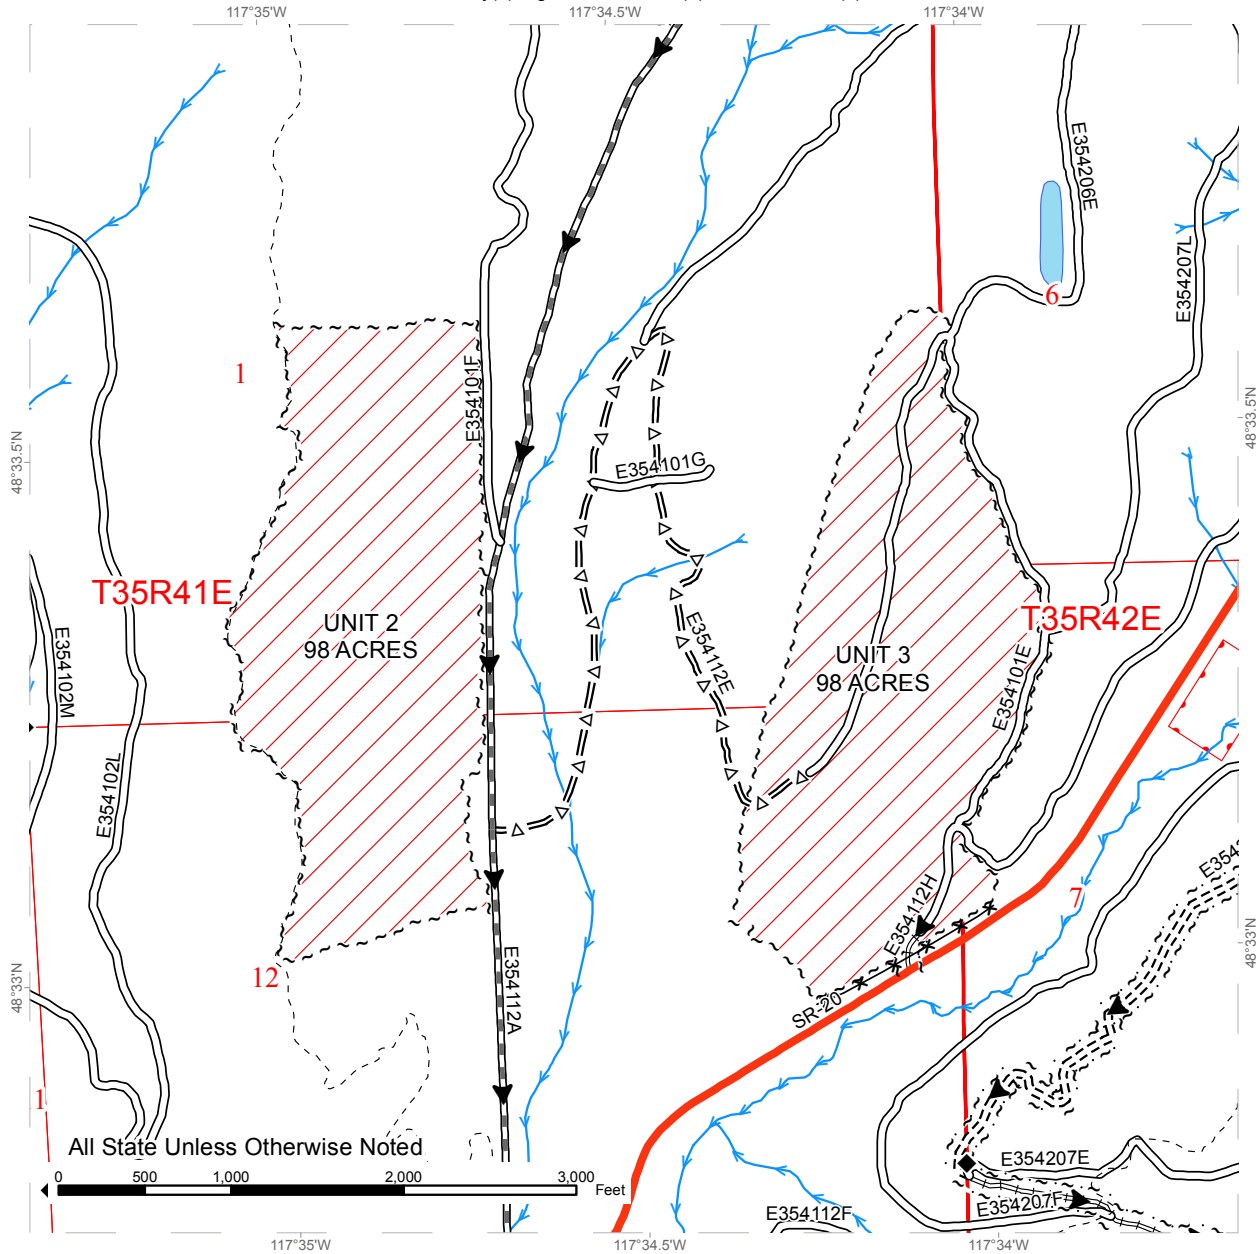 117°35'W
117°34.5'W
117°34'W
E354206E
E354207L
6
1
E354101F
48°33.5'N
48°33.5'N
E354101G
T35R41E
T35R42E
UNIT 2
98 ACRES
E354112E
UNIT 3
98 ACRES
E354102M
E354101E
E354102L
E354112H
7
12
E354112A
48°33'N
48°33'N
SR-20
1
All State Unless Otherwise Noted
0 500 1,000 2,000 3,000
Feet
E354207E
E354207F
E354112F
117°35'W
117°34.5'W
117°34'W